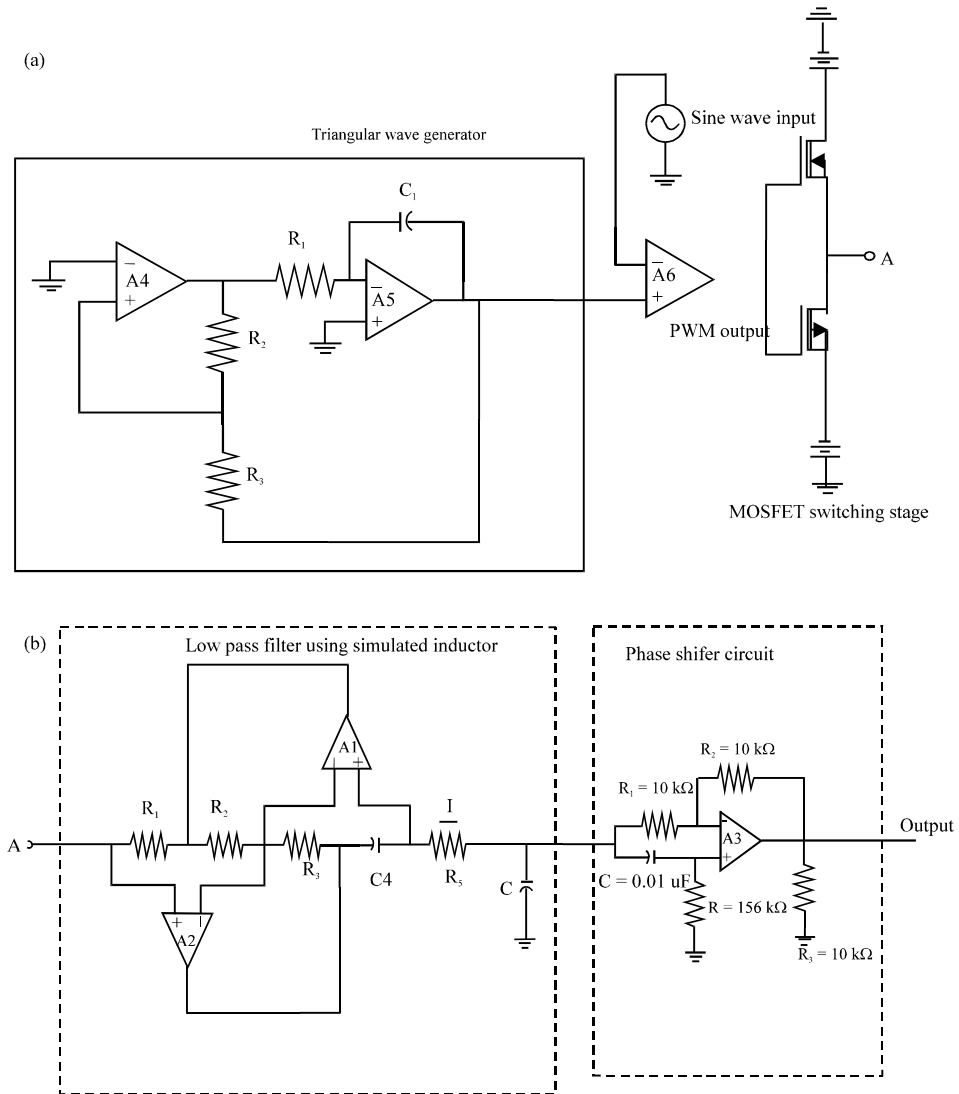 (a)
Sine wave input
Triangular wave generator
C₁
R₁
−
A4
+
−
A5
+
−
A6
+
A
R₂
PWM output
R₃
MOSFET switching stage
(b)
Low pass filter using simulated inductor
Phase shifer circuit
A1
− +
R₂ = 10 kΩ
R₁ = 10 kΩ
R₁
R₂
I
A
R₃
C4
R₅
C
−
A3
+
Output
C = 0.01 uF
R = 156 kΩ
+ −
A2
R₃ = 10 kΩ